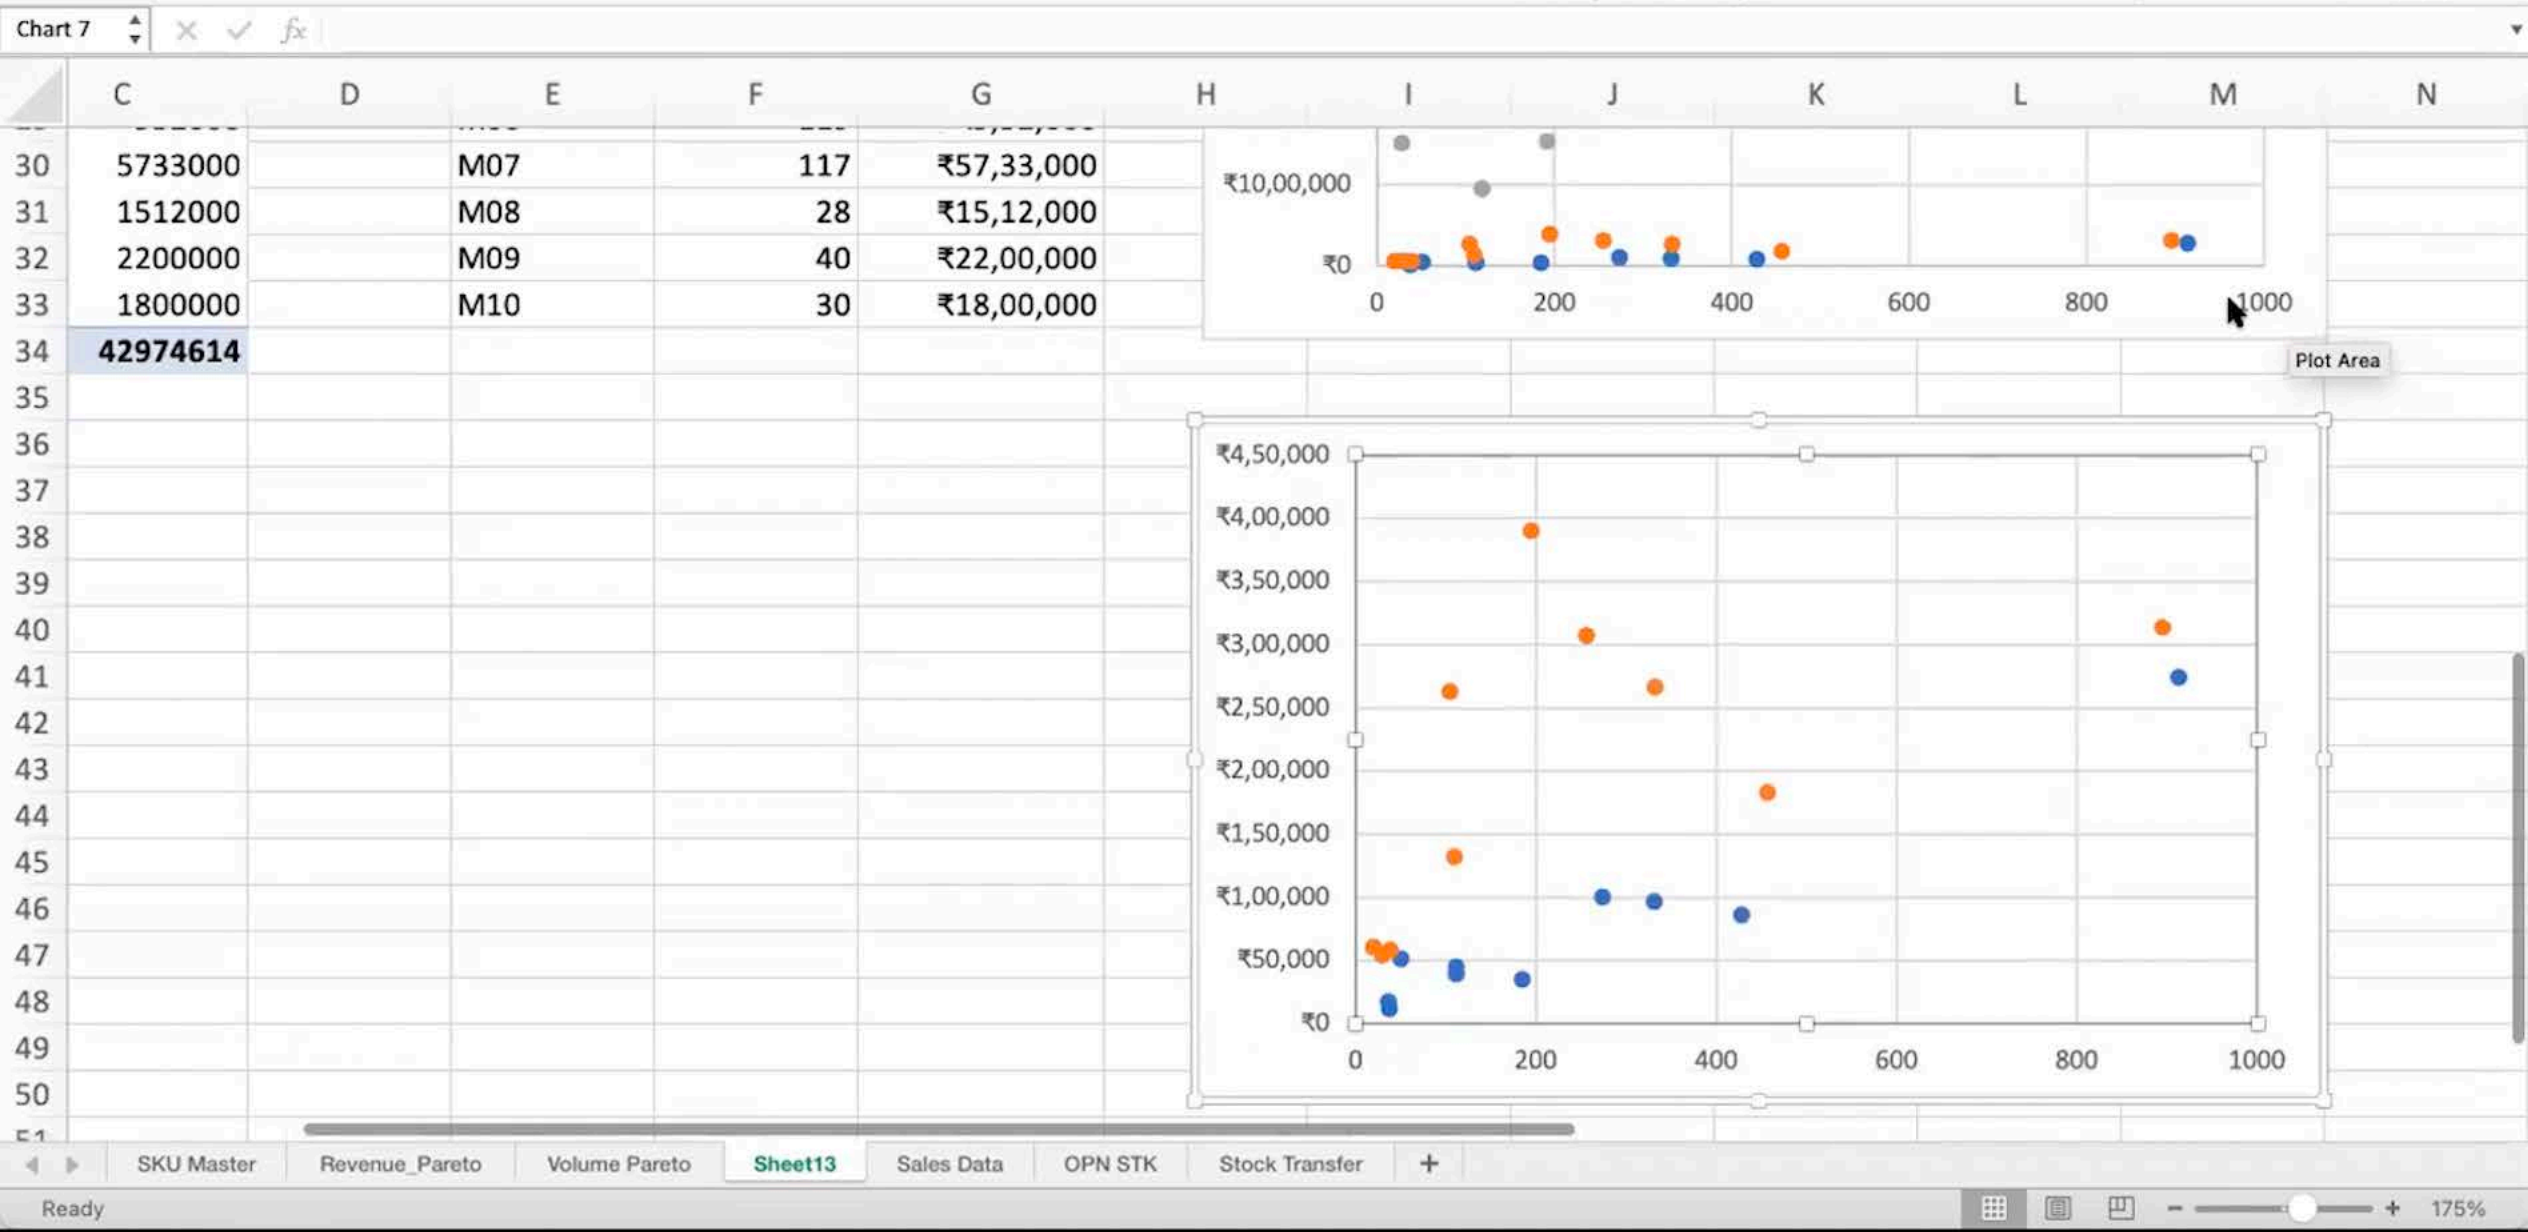 Chart 7 fx
C D E F G H I J K L M N
30 5733000 M07 117 ₹57,33,000
31 1512000 M08 28 ₹15,12,000
32 2200000 M09 40 ₹22,00,000
33 1800000 M10 30 ₹18,00,000
34 42974614
35
36
37
38
39
40
41
42
43
44
45
46
47
48
49
50
51
₹10,00,000
₹0
0 200 400 600 800 1000
Plot Area
₹4,50,000
₹4,00,000
₹3,50,000
₹3,00,000
₹2,50,000
₹2,00,000
₹1,50,000
₹1,00,000
₹50,000
₹0
0 200 400 600 800 1000
SKU Master Revenue_Pareto Volume Pareto Sheet13 Sales Data OPN STK Stock Transfer +
Ready 175%